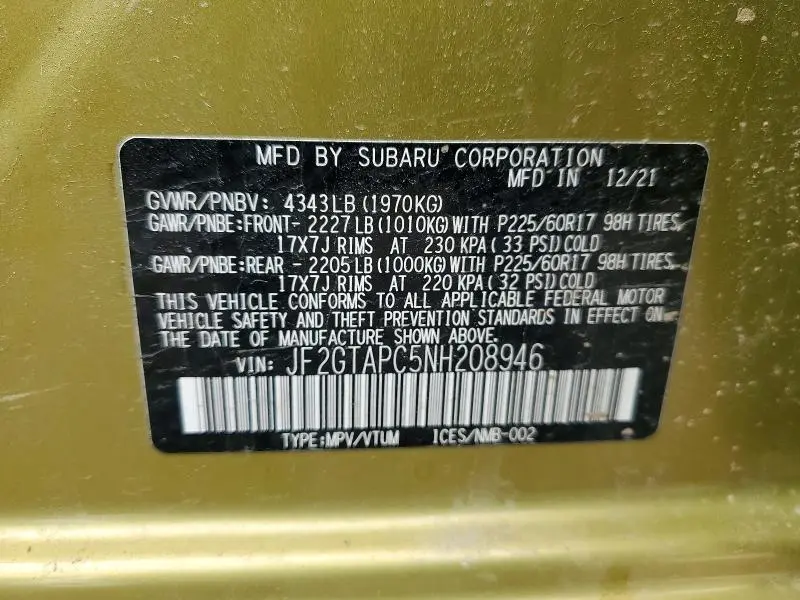 MFD BY SUBARU CORPORATION
MFD IN 12/21
GVWR/PNBV: 4343LB (1970KG)
GAWR/PNBE:FRONT- 2227LB (1010KG) WITH P225/60R17 98H TIRES,
17X7J RIMS AT 230 KPA ( 33 PSI) COLD
GAWR/PNBE:REAR - 2205LB (1000KG) WITH P225/60R17 98H TIRES,
17X7J RIMS AT 220 KPA ( 32 PSI) COLD
THIS VEHICLE CONFORMS TO ALL APPLICABLE FEDERAL MOTOR
VEHICLE SAFETY AND THEFT PREVENTION STANDARDS IN EFFECT ON
THE DATE OF MANUFACTURE SHOWN ABOVE.
VIN: JF2GTAPC5NH208946
TYPE:MPV/VTUM ICES/NMB-002